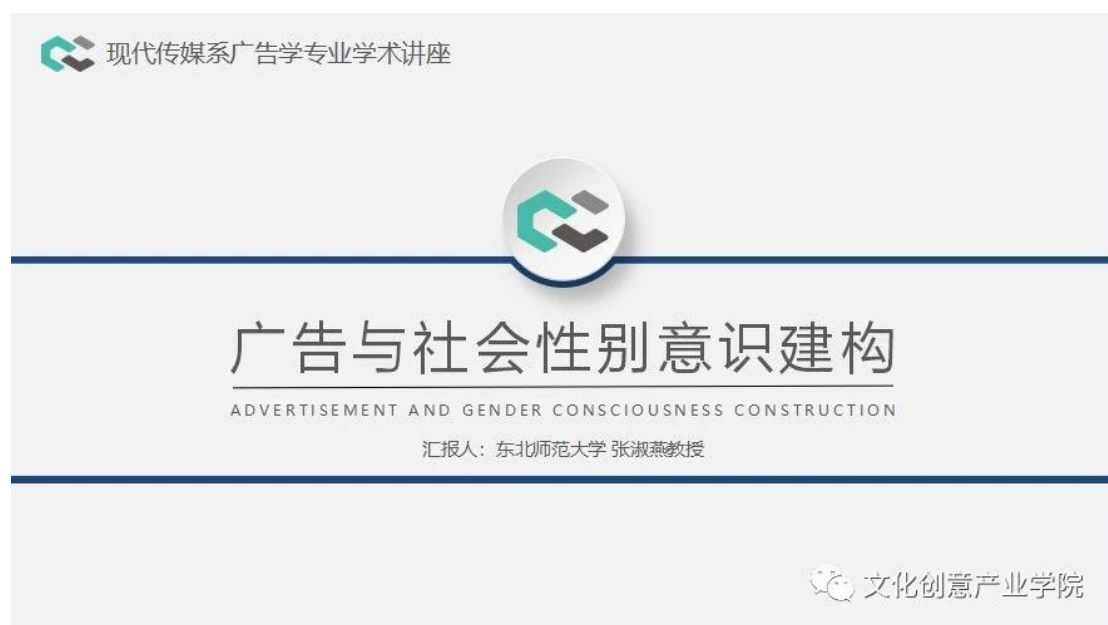 现代传媒系广告学专业学术讲座
广告与社会性别意识建构
ADVERTISEMENT AND GENDER CONSCIOUSNESS CONSTRUCTION
汇报人：东北师范大学 张淑燕教授
文化创意产业学院